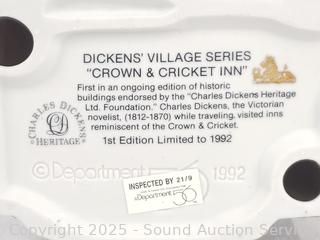 DICKENS' VILLAGE SERIES
"CROWN & CRICKET INN"
First in an ongoing edition of historic
buildings endorsed by the "Charles Dickens Heritage
Ltd. Foundation." Charles Dickens, the Victorian
novelist, (1812-1870) while traveling, visited inns
reminiscent of the Crown & Cricket.
1st Edition Limited to 1992
CHARLES DICKENS
CD
HERITAGE
©Department 1992
INSPECTED BY 21/9
Department 56
Copyright 2025 - Sound Auction Service